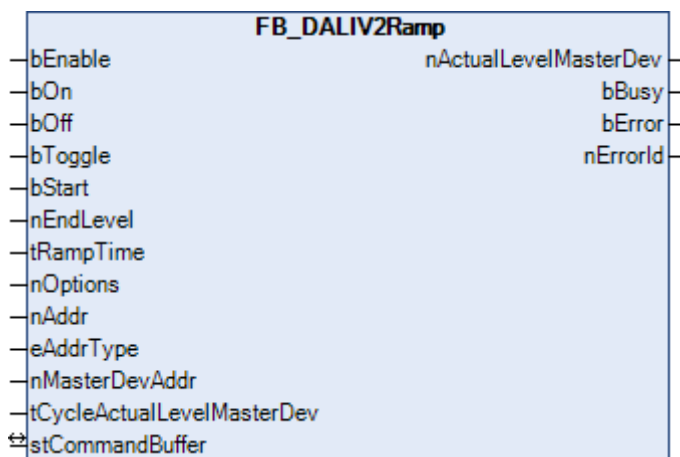 FB_DALIV2Ramp
bEnable nActualLevelMasterDev
bOn bBusy
bOff bError
bToggle nErrorId
bStart
nEndLevel
tRampTime
nOptions
nAddr
eAddrType
nMasterDevAddr
tCycleActualLevelMasterDev
stCommandBuffer